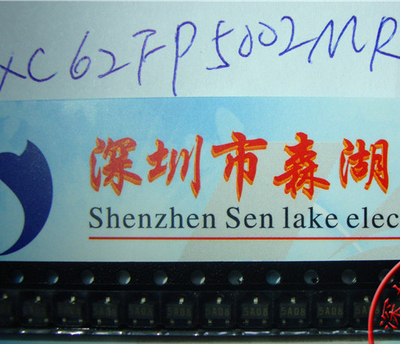 XC62FP5002MR
深圳市森湖
Shenzhen Sen lake elec